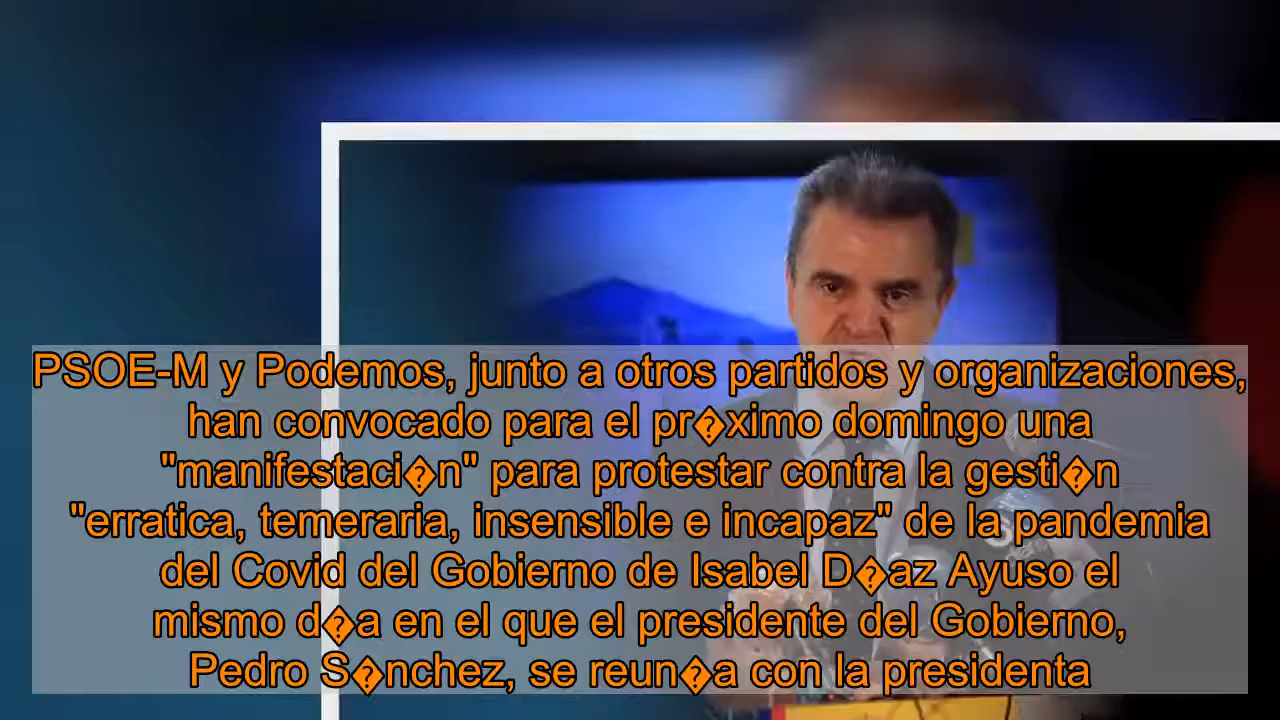 PSOE-M y Podemos, junto a otros partidos y organizaciones,
han convocado para el pr�ximo domingo una
"manifestaci�n" para protestar contra la gesti�n
"erratica, temeraria, insensible e incapaz" de la pandemia
del Covid del Gobierno de Isabel D�az Ayuso el
mismo d�a en el que el presidente del Gobierno,
Pedro S�nchez, se reun�a con la presidenta